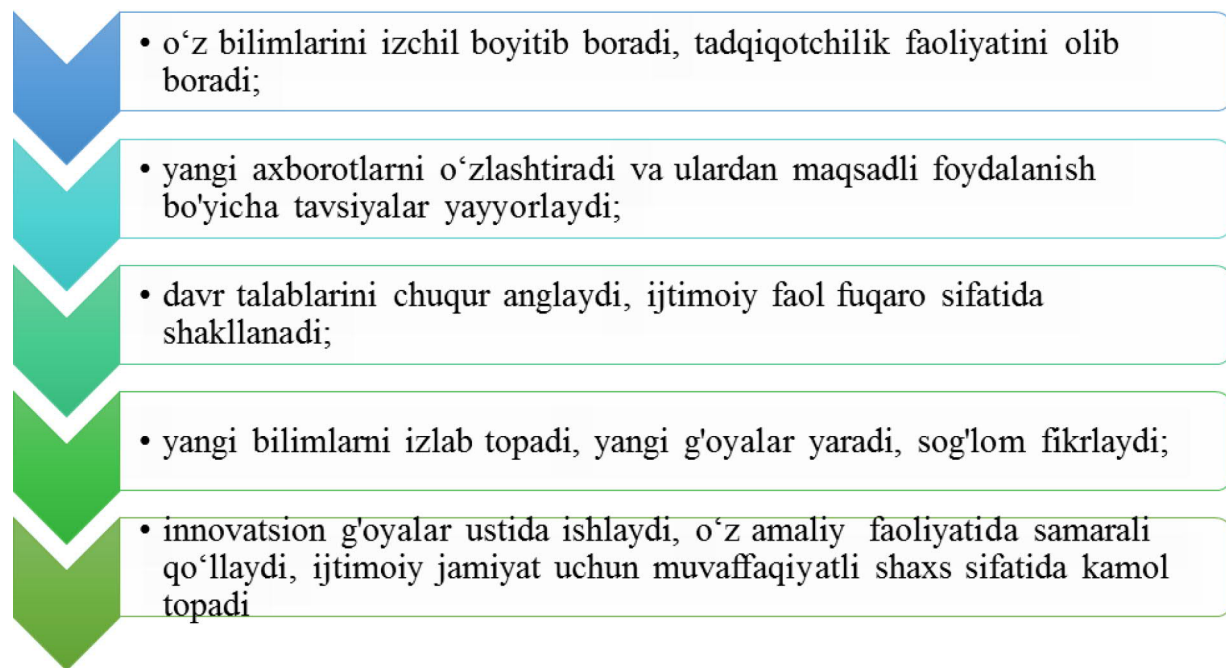 • o‘z bilimlarini izchil boyitib boradi, tadqiqotchilik faoliyatini olib
boradi;
• yangi axborotlarni o‘zlashtiradi va ulardan maqsadli foydalanish
bo'yicha tavsiyalar yayyorlaydi;
• davr talablarini chuqur anglaydi, ijtimoiy faol fuqaro sifatida
shakllanadi;
• yangi bilimlarni izlab topadi, yangi g'oyalar yaradi, sog'lom fikrlaydi;
• innovatsion g'oyalar ustida ishlaydi, o‘z amaliy faoliyatida samarali
qo‘llaydi, ijtimoiy jamiyat uchun muvaffaqiyatli shaxs sifatida kamol
topadi